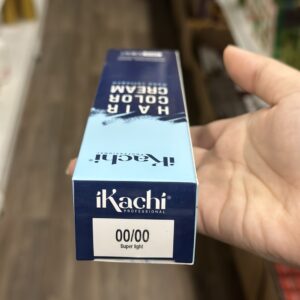 HAIR
COLOR
CREAM
iKachi
iKachi
PROFESSIONAL
00/00
Super light